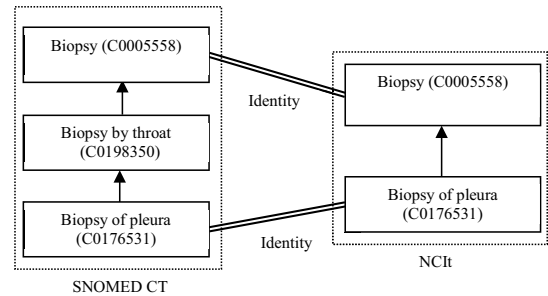 Biopsy (C0005558)
Biopsy by throat
(C0198350)
Biopsy of pleura
(C0176531)
SNOMED CT
Identity
Identity
Biopsy (C0005558)
Biopsy of pleura
(C0176531)
NCIt